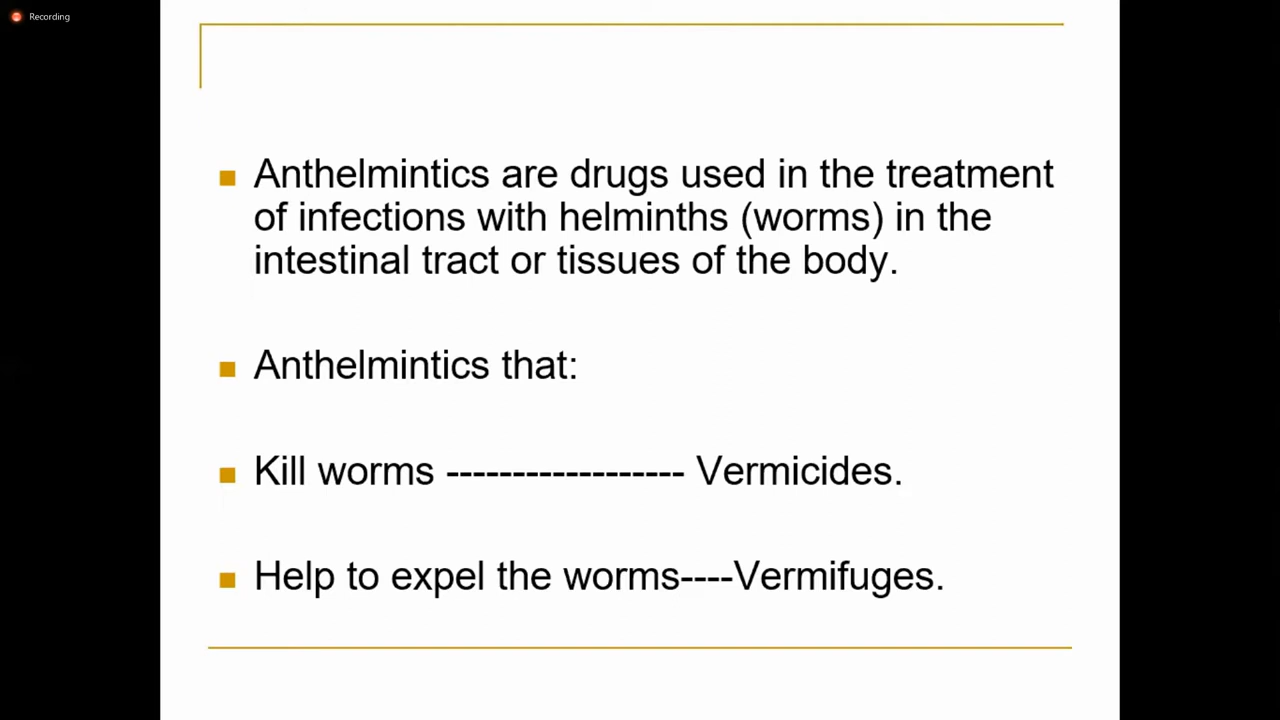 Recording
Anthelmintics are drugs used in the treatment
of infections with helminths (worms) in the
intestinal tract or tissues of the body.
Anthelmintics that:
Kill worms ------------------ Vermicides.
Help to expel the worms----Vermifuges.